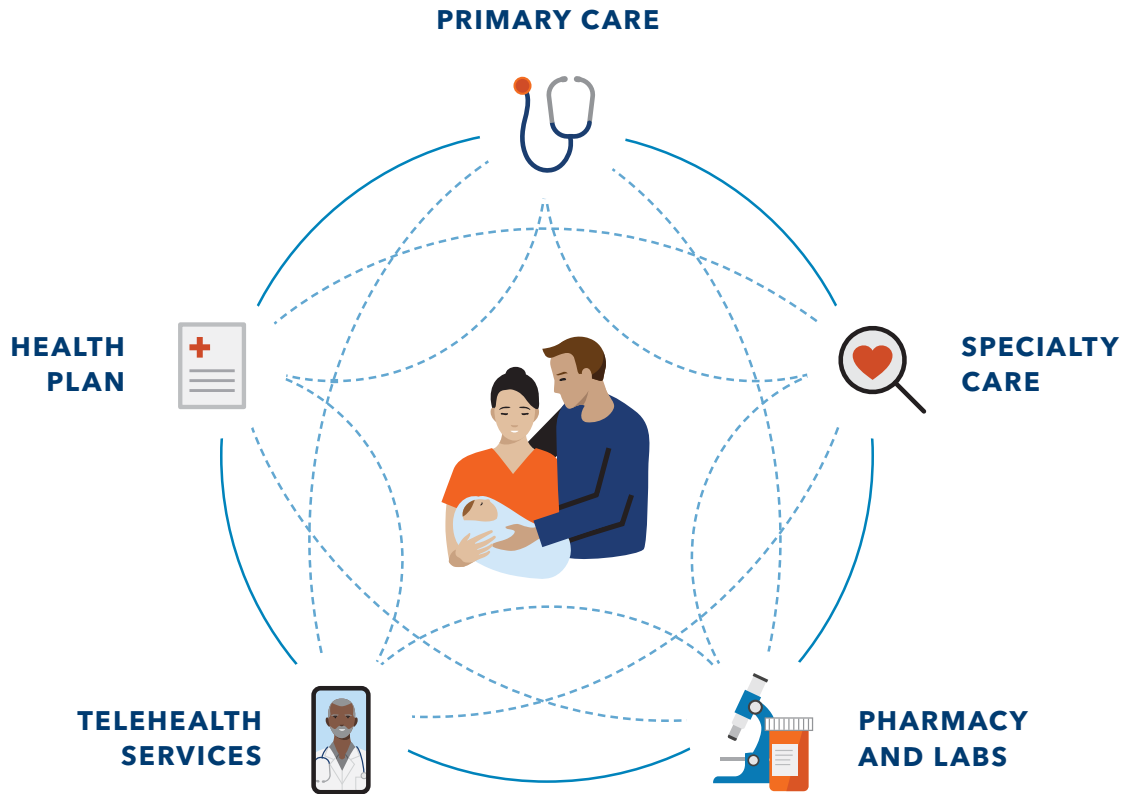 PRIMARY CARE
HEALTH
PLAN
SPECIALTY
CARE
TELEHEALTH
SERVICES
PHARMACY
AND LABS